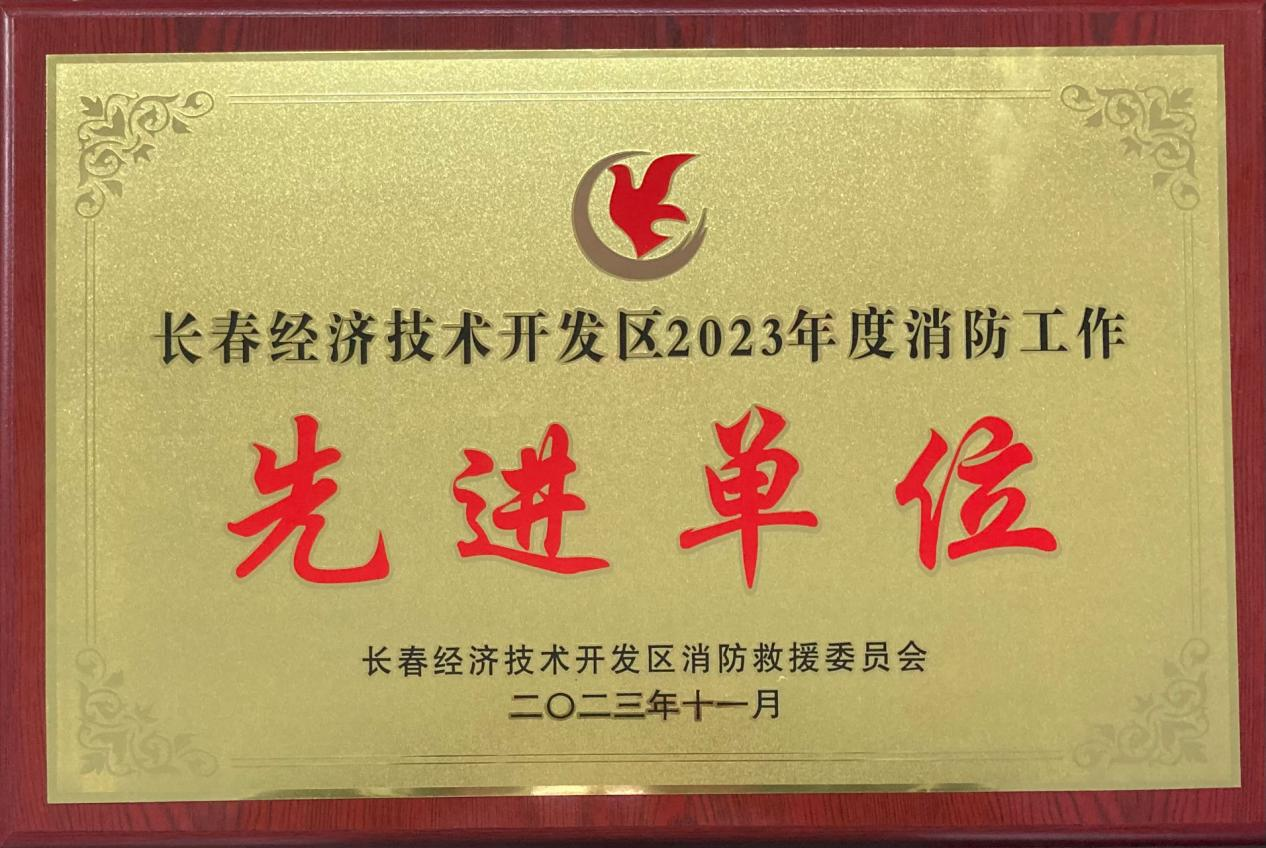 长春经济技术开发区2023年度消防工作
先进单位
长春经济技术开发区消防救援委员会
二〇二三年十一月